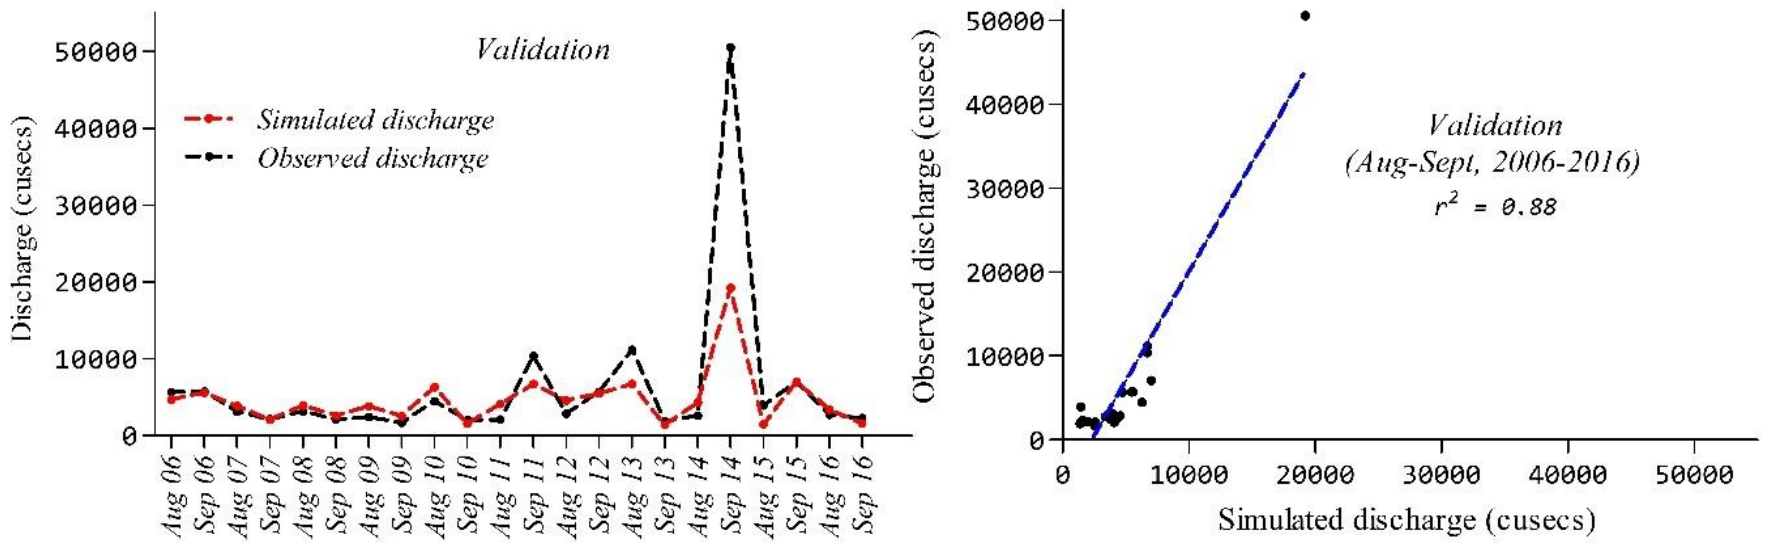 Validation
Discharge (cusecs)
50000
40000
30000
20000
10000
0
Simulated discharge
Observed discharge
Aug 06
Sep 06
Aug 07
Sep 07
Aug 08
Sep 08
Aug 09
Sep 09
Aug 10
Sep 10
Aug 11
Sep 11
Aug 12
Sep 12
Aug 13
Sep 13
Aug 14
Sep 14
Aug 15
Sep 15
Aug 16
Sep 16
Observed discharge (cusecs)
50000
40000
30000
20000
10000
0
Validation
(Aug-Sept, 2006-2016)
r² = 0.88
0 10000 20000 30000 40000 50000
Simulated discharge (cusecs)